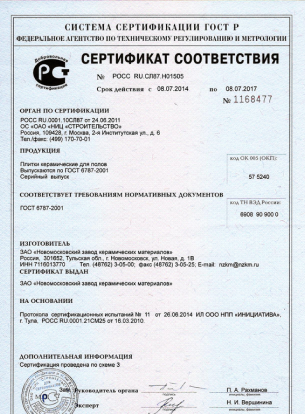 СИСТЕМА СЕРТИФИКАЦИИ ГОСТ Р
ФЕДЕРАЛЬНОЕ АГЕНТСТВО ПО ТЕХНИЧЕСКОМУ РЕГУЛИРОВАНИЮ И МЕТРОЛОГИИ
СЕРТИФИКАТ СООТВЕТСТВИЯ
№ РОСС RU.СЛ87.Н01505
Срок действия с 08.07.2014 по 08.07.2017
№ 1168477
ОРГАН ПО СЕРТИФИКАЦИИ
РОСС RU.0001.10СЛ87 от 24.06.2011
ОС "ОАО «НИЦ «СТРОИТЕЛЬСТВО»
Россия, 109428, г. Москва, 2-я Институтская ул., д. 6
Тел./факс: (499) 170-70-01
ПРОДУКЦИЯ
Плитки керамические для полов
Выпускаются по ГОСТ 6787-2001
Серийный выпуск
код ОК 005 (ОКП):
57 5240
СООТВЕТСТВУЕТ ТРЕБОВАНИЯМ НОРМАТИВНЫХ ДОКУМЕНТОВ
ГОСТ 6787-2001
код ТН ВЭД России:
6908 90 900 0
ИЗГОТОВИТЕЛЬ
ЗАО «Новомосковский завод керамических материалов»
Россия, 301652, Тульская обл., г. Новомосковск, ул. Новая, д. 1В
ИНН 7116013770 Тел. (48762) 3-05-00; факс (48762) 3-05-25; E-mail: nzkm@nzkm.ru
СЕРТИФИКАТ ВЫДАН
ЗАО «Новомосковский завод керамических материалов»
НА ОСНОВАНИИ
Протокола сертификационных испытаний № 11 от 26.06.2014 ИЛ ООО НПП «ИНИЦИАТИВА»,
г. Тула. РОСС RU.0001.21СМ25 от 16.03.2010.
ДОПОЛНИТЕЛЬНАЯ ИНФОРМАЦИЯ
Сертификация проведена по схеме 3
Руководитель органа
П. А. Рахманов
Эксперт
Н. И. Вершинина